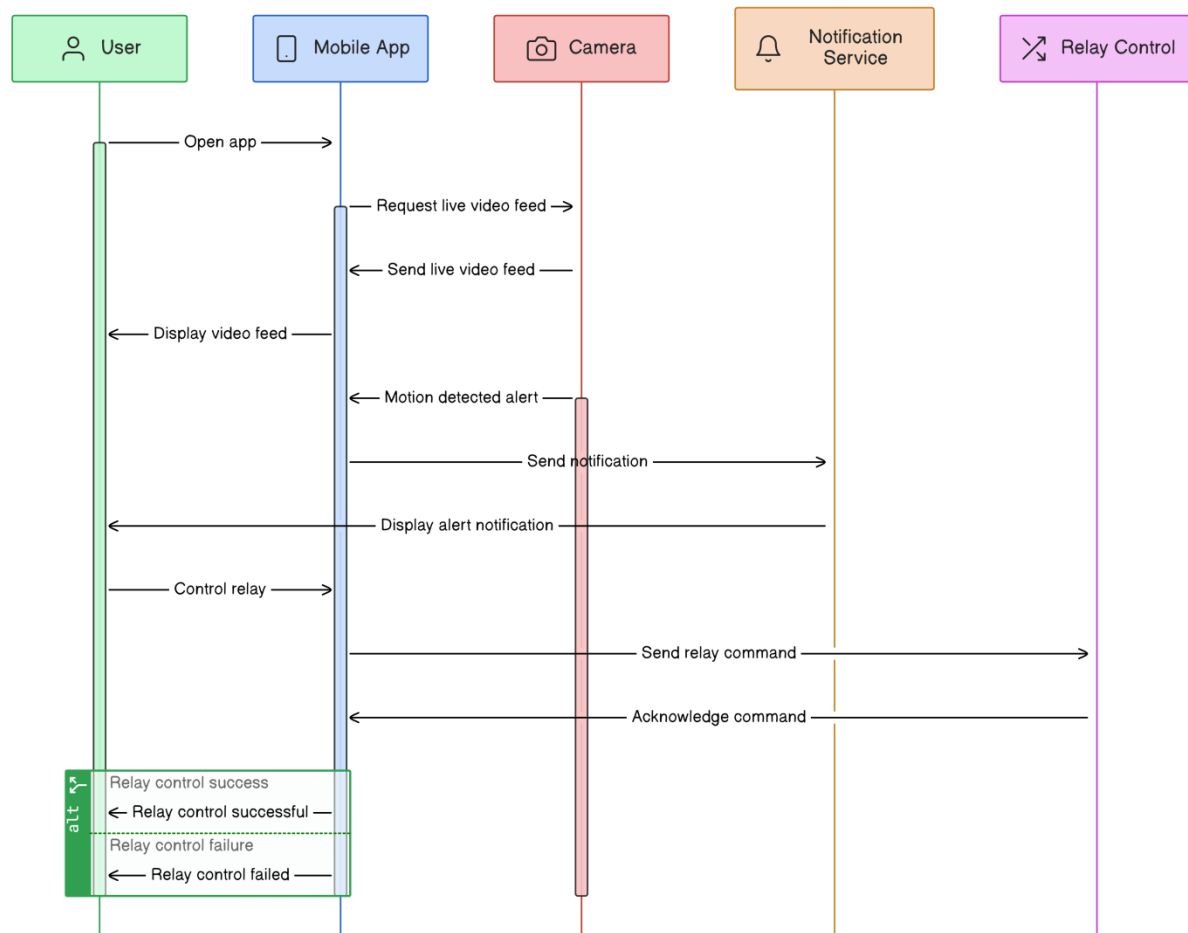 User
Mobile App
Camera
Notification
Service
Relay Control
Open app
Request live video feed
Send live video feed
Display video feed
Motion detected alert
Send notification
Display alert notification
Control relay
Send relay command
Acknowledge command
alt
Relay control success
Relay control successful
Relay control failure
Relay control failed